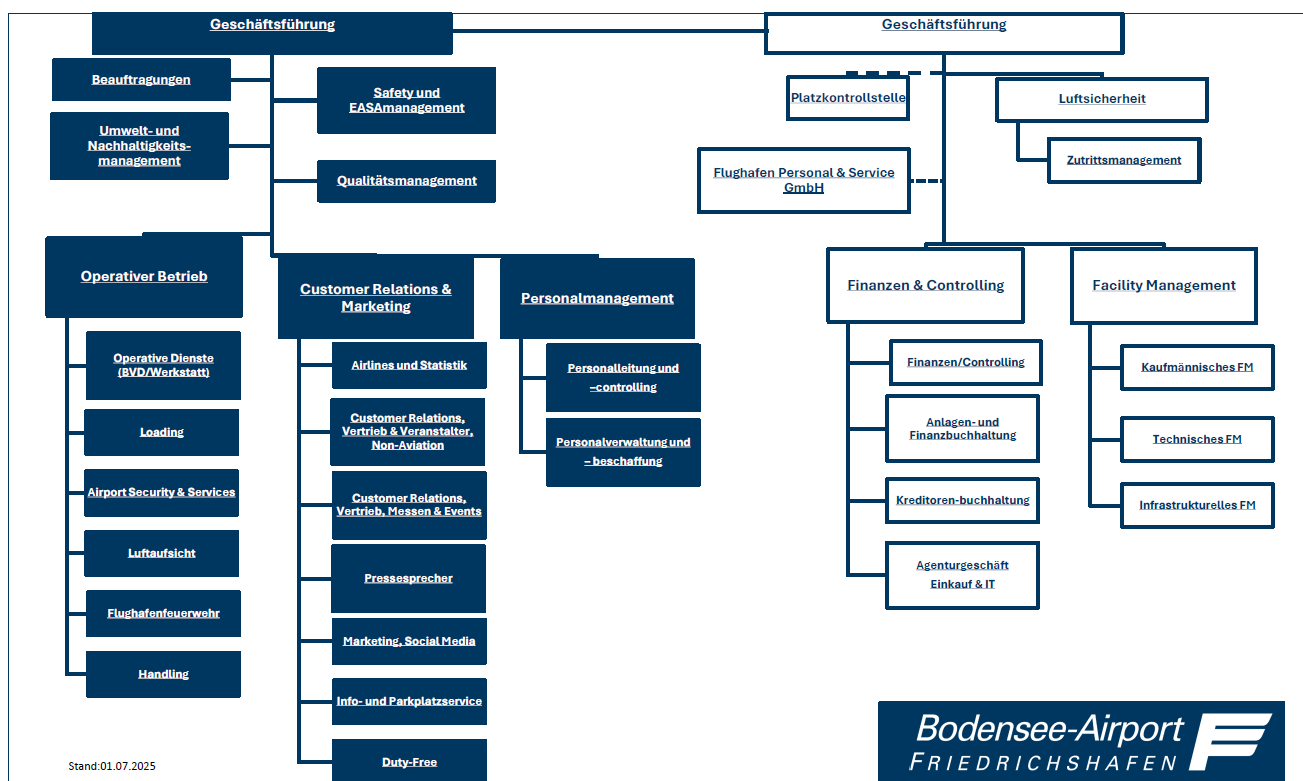 Geschäftsführung
Geschäftsführung
Beauftragungen
Safety und
EASAmanagement
Umwelt- und
Nachhaltigkeits-
management
Qualitätsmanagement
Platzkontrollstelle
Luftsicherheit
Zutrittsmanagement
Flughafen Personal & Service
GmbH
Operativer Betrieb
Operative Dienste
(BVD/Werkstatt)
Loading
Airport Security & Services
Luftaufsicht
Flughafenfeuerwehr
Handling
Customer Relations &
Marketing
Airlines und Statistik
Customer Relations,
Vertrieb & Veranstalter,
Non-Aviation
Customer Relations,
Vertrieb, Messen & Events
Pressesprecher
Marketing, Social Media
Info- und Parkplatzservice
Duty-Free
Personalmanagement
Personalleitung und
–controlling
Personalverwaltung und
– beschaffung
Finanzen & Controlling
Finanzen/Controlling
Anlagen- und
Finanzbuchhaltung
Kreditoren-buchhaltung
Agenturgeschäft
Einkauf & IT
Facility Management
Kaufmännisches FM
Technisches FM
Infrastrukturelles FM
Stand:01.07.2025
Bodensee-Airport
FRIEDRICHSHAFEN